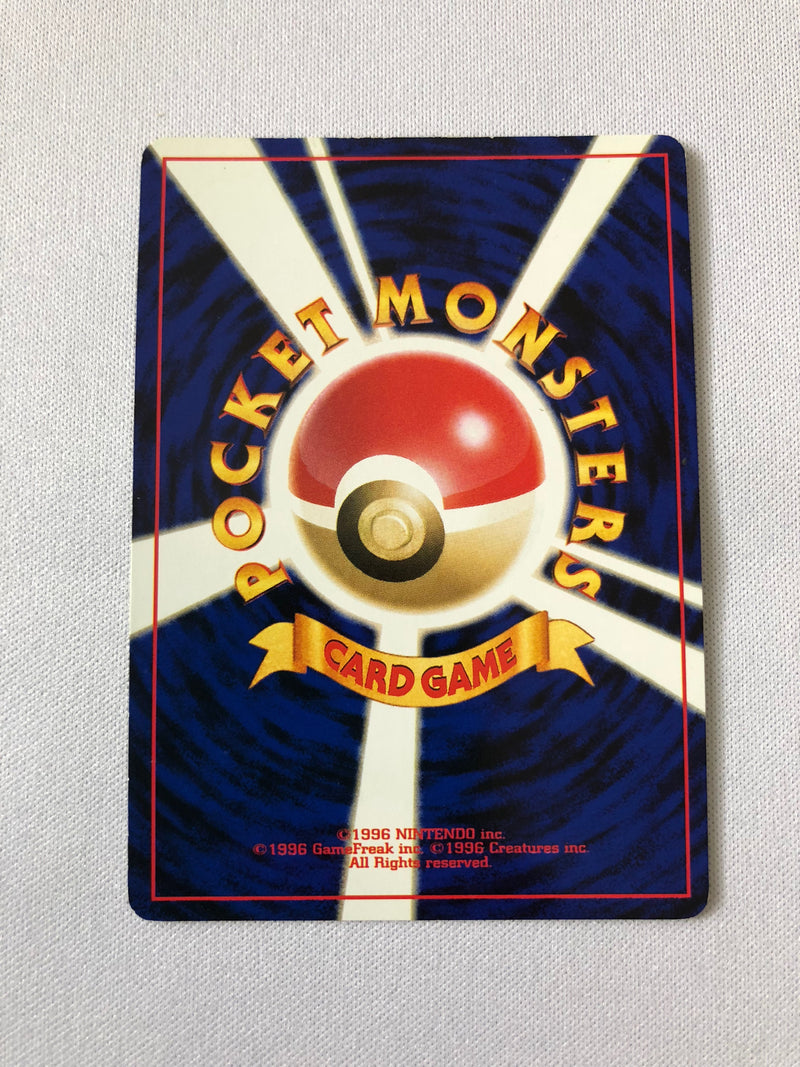 POCKET MONSTERS
CARD GAME
©1996 NINTENDO inc.
©1996 GameFreak inc. ©1996 Creatures inc.
All Rights reserved.